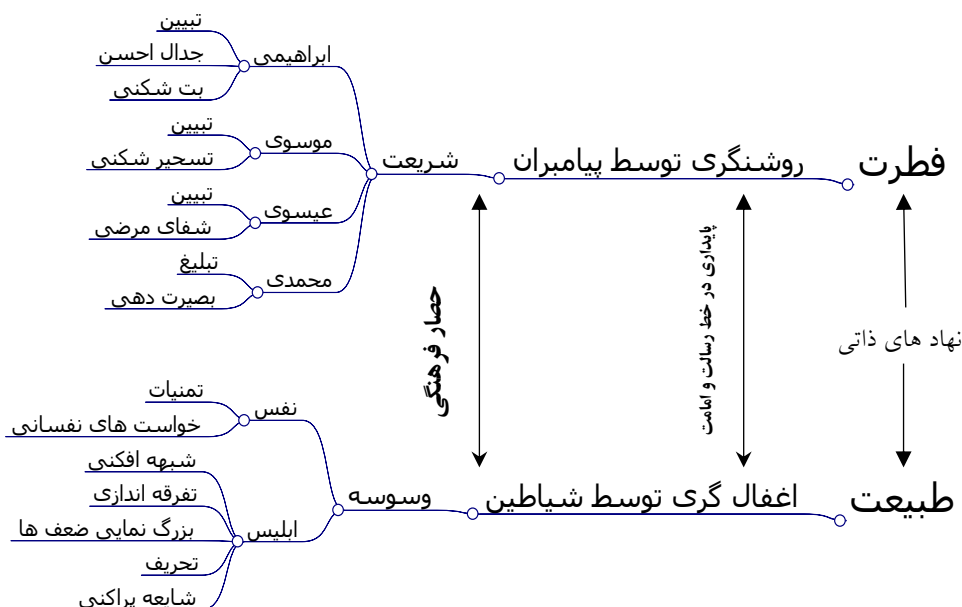 فطرت
روشنگری توسط پیامبران
شریعت
ابراهیمی
تبیین
جدال احسن
بت شکنی
موسوی
تبیین
تسحیر شکنی
عیسوی
تبیین
شفای مرضی
محمدی
تبلیغ
بصیرت دهی
نهاد های ذاتی
پایداری در خط رسالت و امامت
حصار فرهنگی
طبیعت
اغفال گری توسط شیاطین
وسوسه
نفس
تمنیات
خواست های نفسانی
ابلیس
شبهه افکنی
تفرقه اندازی
بزرگ نمایی ضعف ها
تحریف
شایعه پراکنی